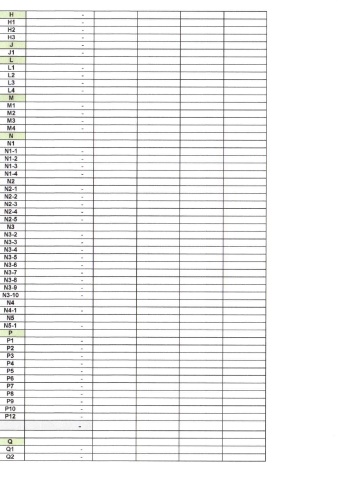 H -
H1 -
H2 -
H3 -
J -
J1 -
L
L1 -
L2 -
L3 -
L4 -
M
M1 -
M2 -
M3 -
M4 -
N
N1
N1-1 -
N1-2 -
N1-3 -
N1-4 -
N2
N2-1 -
N2-2 -
N2-3 -
N2-4 -
N2-5 -
N3
N3-2 -
N3-3 -
N3-4 -
N3-5 -
N3-6 -
N3-7 -
N3-8 -
N3-9 -
N3-10 -
N4
N4-1 -
N5
N5-1 -
P
P1 -
P2 -
P3 -
P4 -
P5 -
P6 -
P7 -
P8 -
P9 -
P10 -
P12 -
-
Q
Q1 -
Q2 -